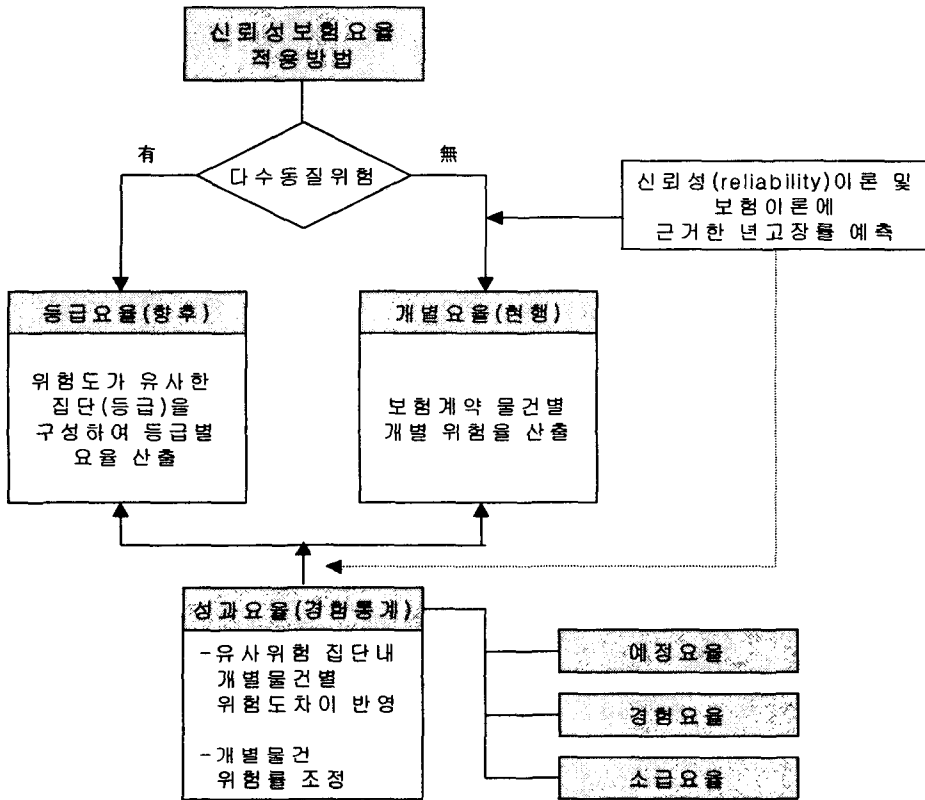 신뢰성보험요율
적용방법
有
無
다수동질위험
신뢰성(reliability)이론 및
보험이론에
근거한 년고장률 예측
등급요율(향후)
개별요율(현행)
위험도가 유사한
집단(등급)을
구성하여 등급별
요율 산출
보험계약 물건별
개별 위험율 산출
성과요율(경험통계)
-유사위험 집단내
개별물건별
위험도차이 반영
-개별물건
위험률 조정
예정요율
경험요율
소급요율